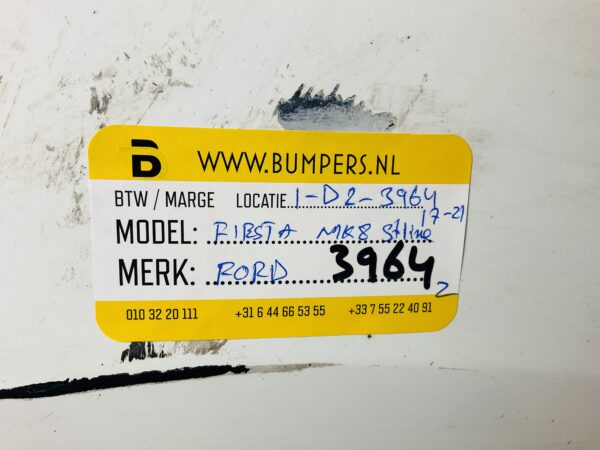 WWW.BUMPERS.NL
BTW / MARGE LOCATIE 1-D2-3964
MODEL: FIESTA MK8 Stline 17-21
MERK: FORD 3964 2
010 32 20 111 +31 6 44 66 53 55 +33 7 55 22 40 91